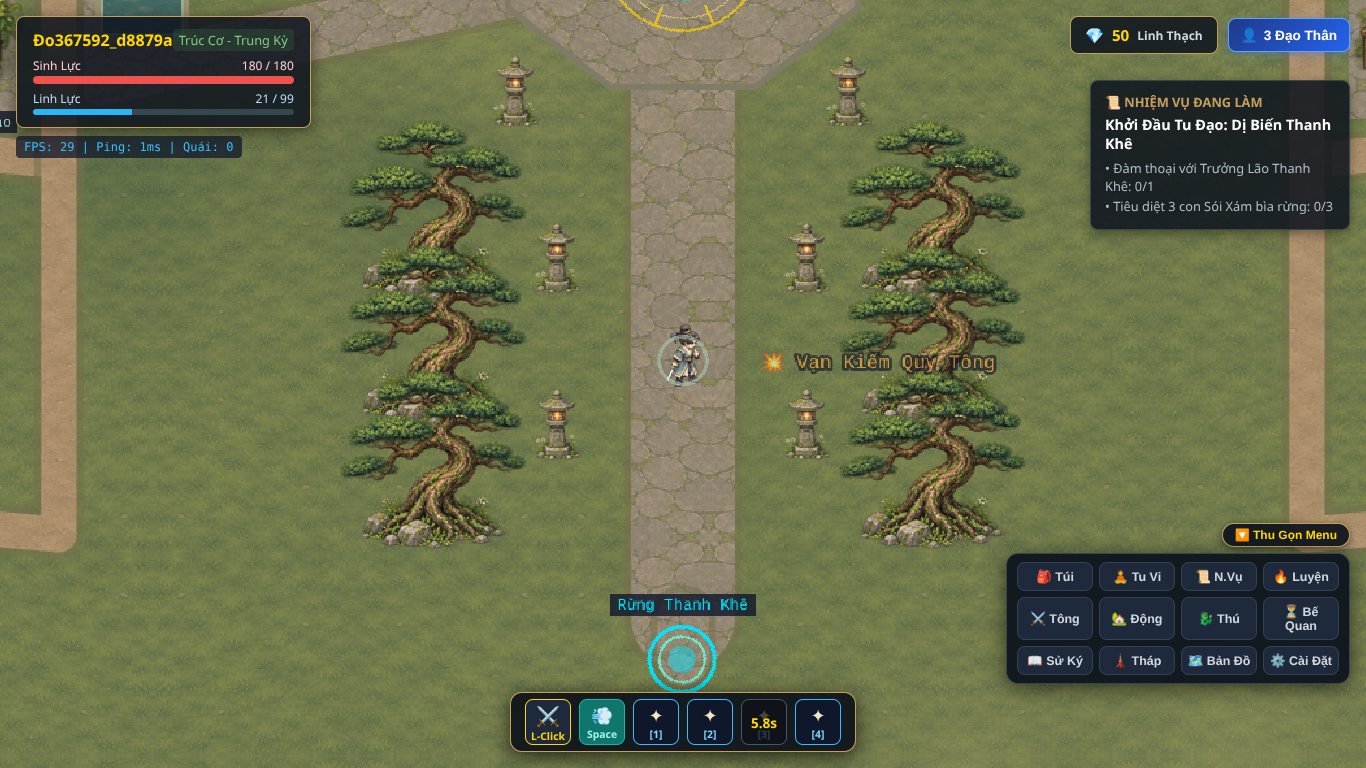 Đo367592_d8879a Trúc Cơ - Trung Kỳ
Sinh Lực 180 / 180
Linh Lực 21 / 99
FPS: 29 | Ping: 1ms | Quái: 0
50 Linh Thạch
3 Đạo Thân
NHIỆM VỤ ĐANG LÀM
Khởi Đầu Tu Đạo: Dị Biến Thanh
Khê
• Đàm thoại với Trưởng Lão Thanh
Khê: 0/1
• Tiêu diệt 3 con Sói Xám bìa rừng: 0/3
Vạn Kiếm Quy Tông
Thu Gọn Menu
Túi Tu Vi N.Vụ Luyện
Tông Động Thú Bế
Quan
Sử Ký Tháp Bản Đồ Cài Đặt
Rừng Thanh Khê
L-Click Space [1] [2] 5.8s [3] [4]